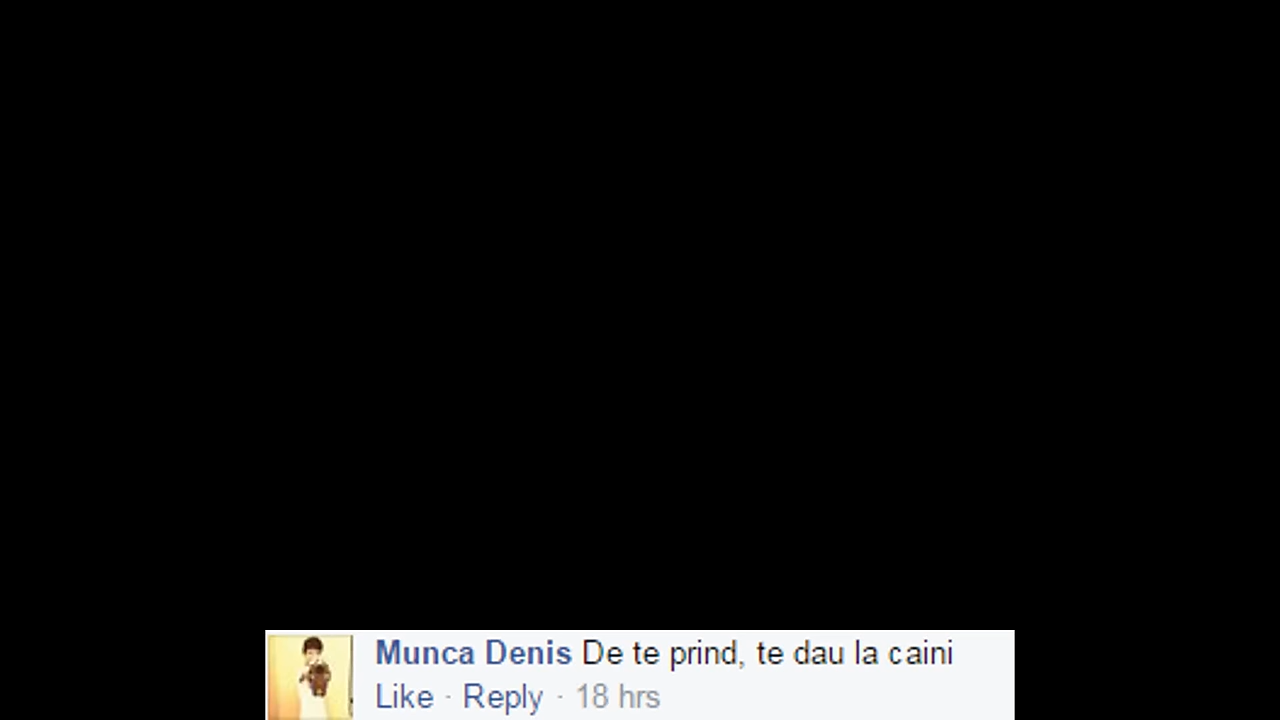 Munca Denis De te prind, te dau la caini
Like · Reply · 18 hrs